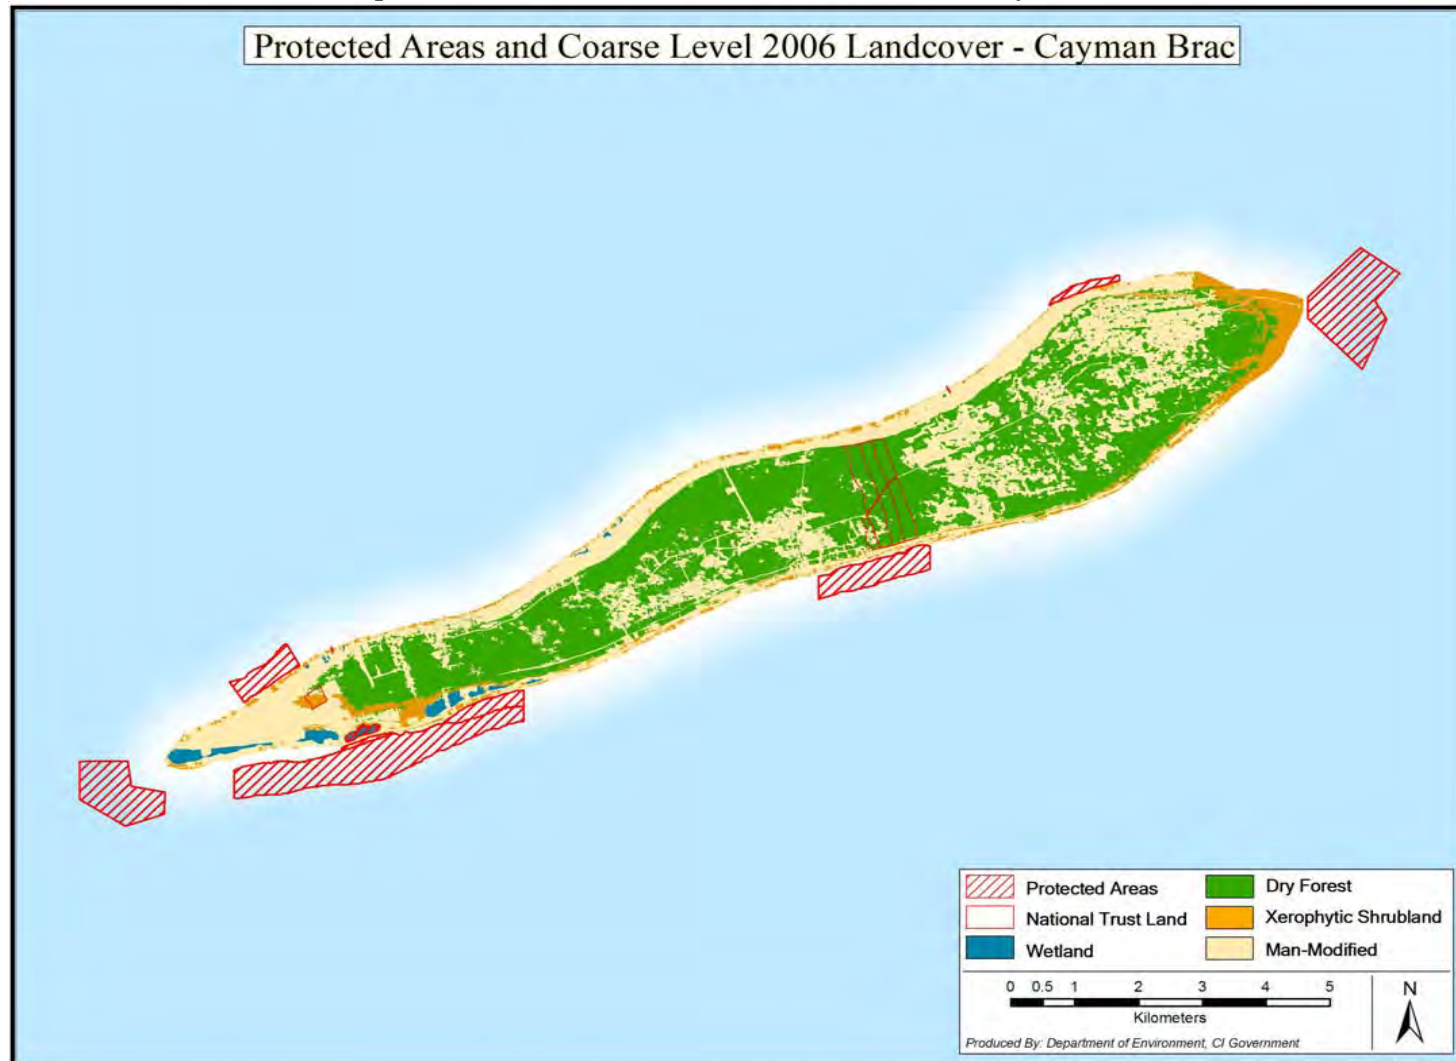 Protected Areas and Coarse Level 2006 Landcover - Cayman Brac
Protected Areas
National Trust Land
Wetland
Dry Forest
Xerophytic Shrubland
Man-Modified
0 0.5 1 2 3 4 5
Kilometers
N
Produced By: Department of Environment, CI Government